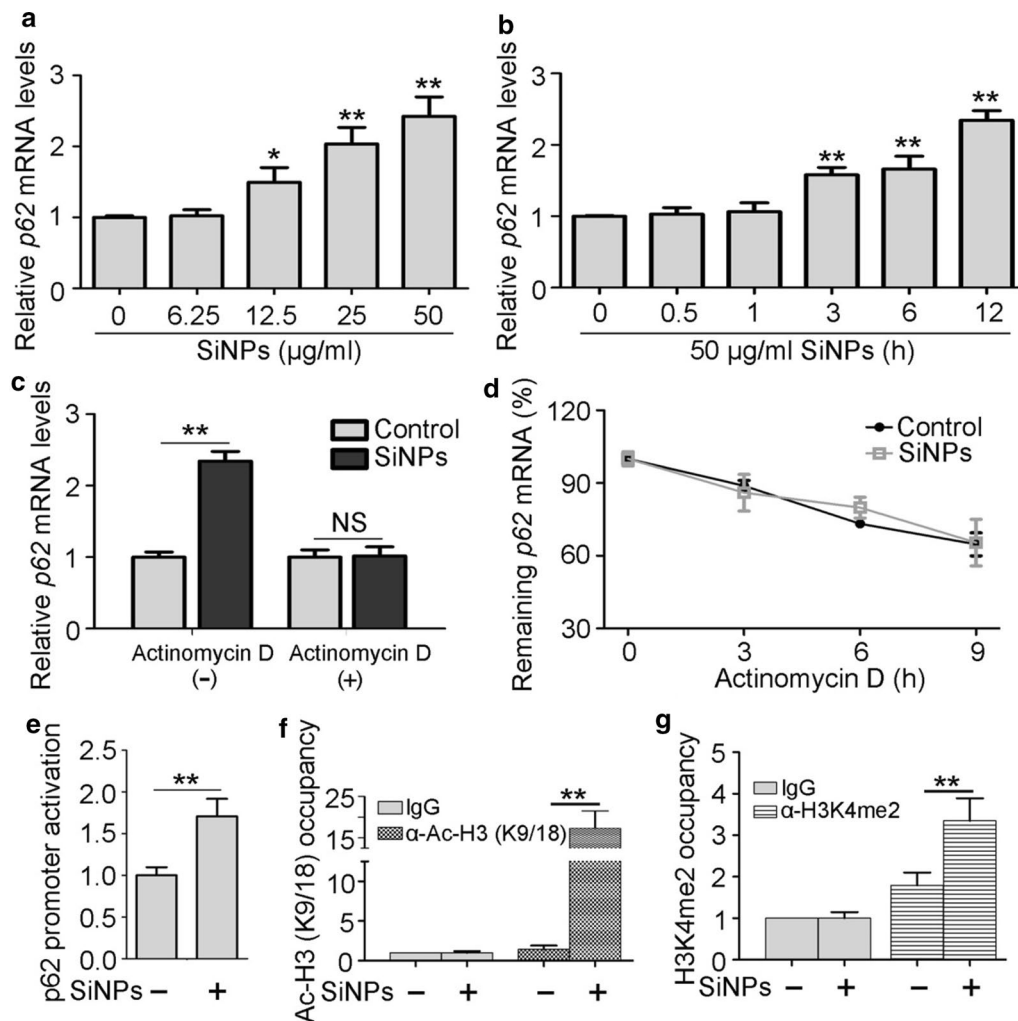 a
Relative p62 mRNA levels
3
2
1
0
* ** **
0 6.25 12.5 25 50
SiNPs (μg/ml)
b
Relative p62 mRNA levels
3
2
1
0
** ** **
0 0.5 1 3 6 12
50 μg/ml SiNPs (h)
c
Relative p62 mRNA levels
3
2
1
0
**
NS
Control
SiNPs
Actinomycin D
(-)
Actinomycin D
(+)
d
Remaining p62 mRNA (%)
120
90
60
30
Control
SiNPs
0 3 6 9
Actinomycin D (h)
e
p62 promoter activation
2.5
2.0
1.5
1.0
0.5
0.0
**
SiNPs − +
f
Ac-H3 (K9/18) occupancy
25
15
10
5
0
IgG
α-Ac-H3 (K9/18)
**
SiNPs − + − +
g
H3K4me2 occupancy
5
4
3
2
1
0
IgG
α-H3K4me2
**
SiNPs − + − +